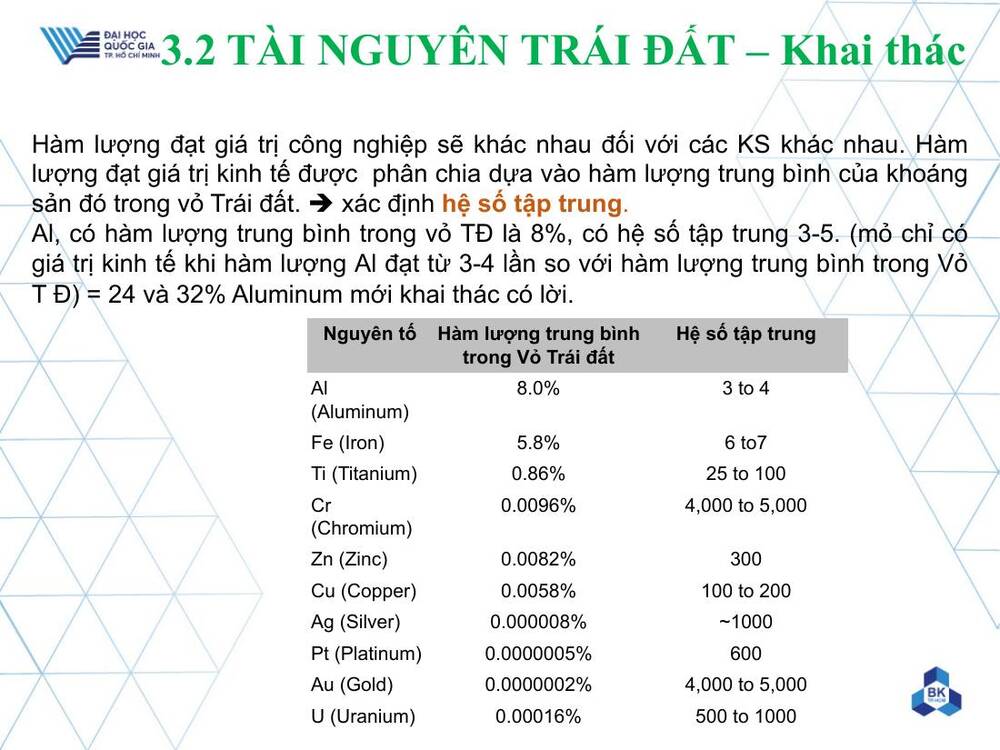 ĐẠI HỌC
QUỐC GIA
TP. HỒ CHÍ MINH
3.2 TÀI NGUYÊN TRÁI ĐẤT – Khai thác
Hàm lượng đạt giá trị công nghiệp sẽ khác nhau đối với các KS khác nhau. Hàm
lượng đạt giá trị kinh tế được phân chia dựa vào hàm lượng trung bình của khoáng
sản đó trong vỏ Trái đất. ➔ xác định hệ số tập trung.
Al, có hàm lượng trung bình trong vỏ TĐ là 8%, có hệ số tập trung 3-5. (mỏ chỉ có
giá trị kinh tế khi hàm lượng Al đạt từ 3-4 lần so với hàm lượng trung bình trong Vỏ
T Đ) = 24 và 32% Aluminum mới khai thác có lời.
Nguyên tố Hàm lượng trung bình Hệ số tập trung
trong Vỏ Trái đất
Al 8.0% 3 to 4
(Aluminum)
Fe (Iron) 5.8% 6 to7
Ti (Titanium) 0.86% 25 to 100
Cr 0.0096% 4,000 to 5,000
(Chromium)
Zn (Zinc) 0.0082% 300
Cu (Copper) 0.0058% 100 to 200
Ag (Silver) 0.000008% ~1000
Pt (Platinum) 0.0000005% 600
Au (Gold) 0.0000002% 4,000 to 5,000
U (Uranium) 0.00016% 500 to 1000
BK
TP.HCM